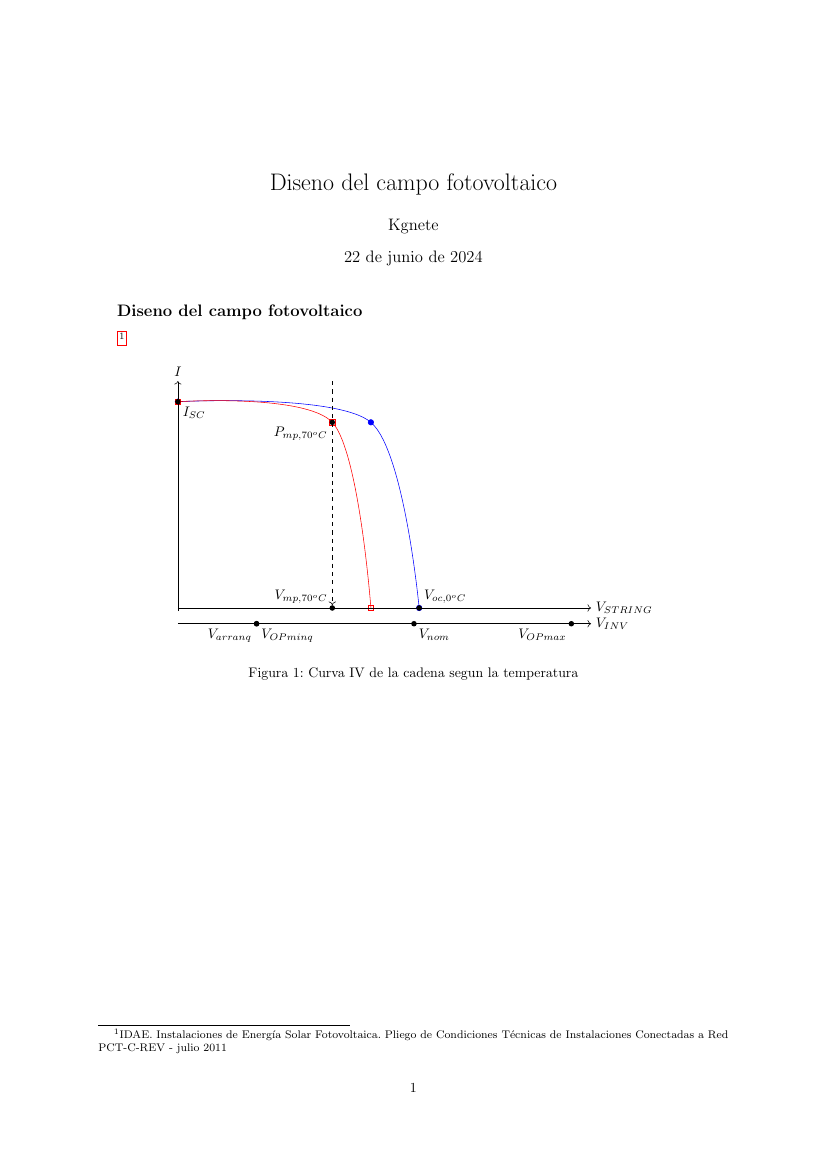 Diseno del campo fotovoltaico
Kgnete
22 de junio de 2024
Diseno del campo fotovoltaico
1
I
I_{SC}
P_{mp,70^oC}
V_{mp,70^oC}
V_{oc,0^oC}
V_{STRING}
V_{INV}
V_{arranq}
V_{OPminq}
V_{nom}
V_{OPmax}
Figura 1: Curva IV de la cadena segun la temperatura
1IDAE. Instalaciones de Energía Solar Fotovoltaica. Pliego de Condiciones Técnicas de Instalaciones Conectadas a Red
PCT-C-REV - julio 2011
1